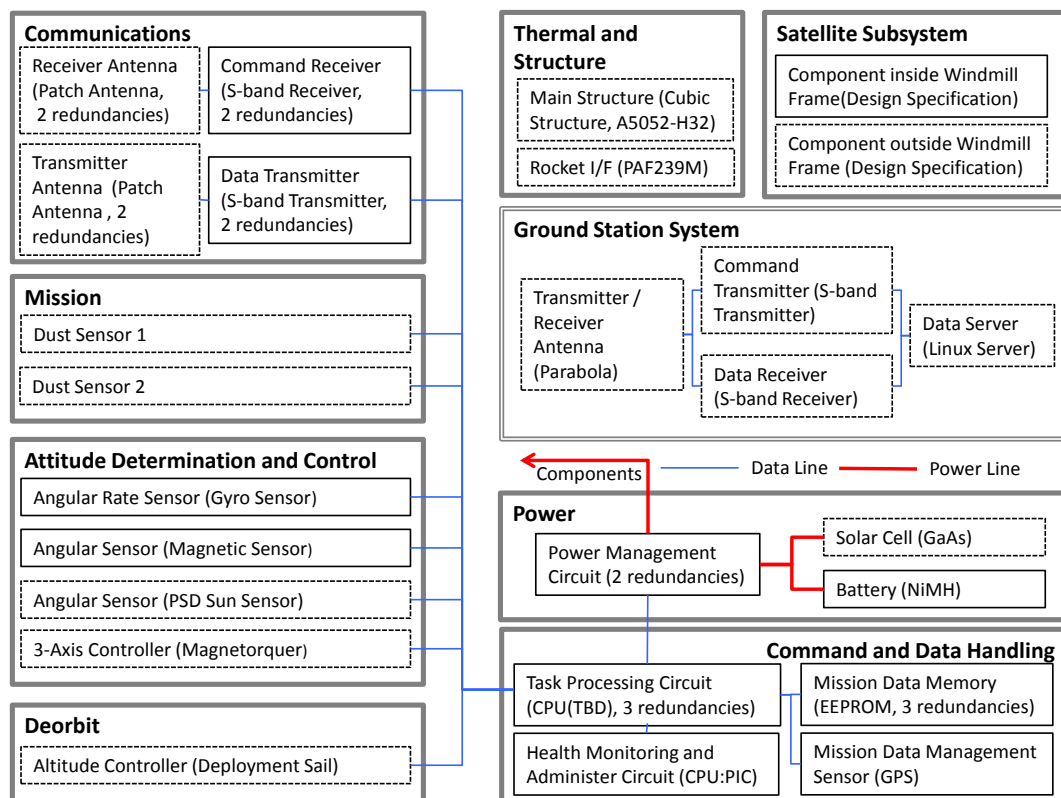 Communications
Receiver Antenna
(Patch Antenna,
2 redundancies)
Command Receiver
(S-band Receiver,
2 redundancies)
Transmitter
Antenna (Patch
Antenna , 2
redundancies)
Data Transmitter
(S-band Transmitter,
2 redundancies)
Mission
Dust Sensor 1
Dust Sensor 2
Attitude Determination and Control
Angular Rate Sensor (Gyro Sensor)
Angular Sensor (Magnetic Sensor)
Angular Sensor (PSD Sun Sensor)
3-Axis Controller (Magnetorquer)
Deorbit
Altitude Controller (Deployment Sail)
Thermal and
Structure
Main Structure (Cubic
Structure, A5052-H32)
Rocket I/F (PAF239M)
Satellite Subsystem
Component inside Windmill
Frame(Design Specification)
Component outside Windmill
Frame (Design Specification)
Ground Station System
Transmitter /
Receiver
Antenna
(Parabola)
Command
Transmitter (S-band
Transmitter)
Data Receiver
(S-band Receiver)
Data Server
(Linux Server)
Components
Data Line
Power Line
Power
Power Management
Circuit (2 redundancies)
Solar Cell (GaAs)
Battery (NiMH)
Command and Data Handling
Task Processing Circuit
(CPU(TBD), 3 redundancies)
Mission Data Memory
(EEPROM, 3 redundancies)
Health Monitoring and
Administer Circuit (CPU:PIC)
Mission Data Management
Sensor (GPS)